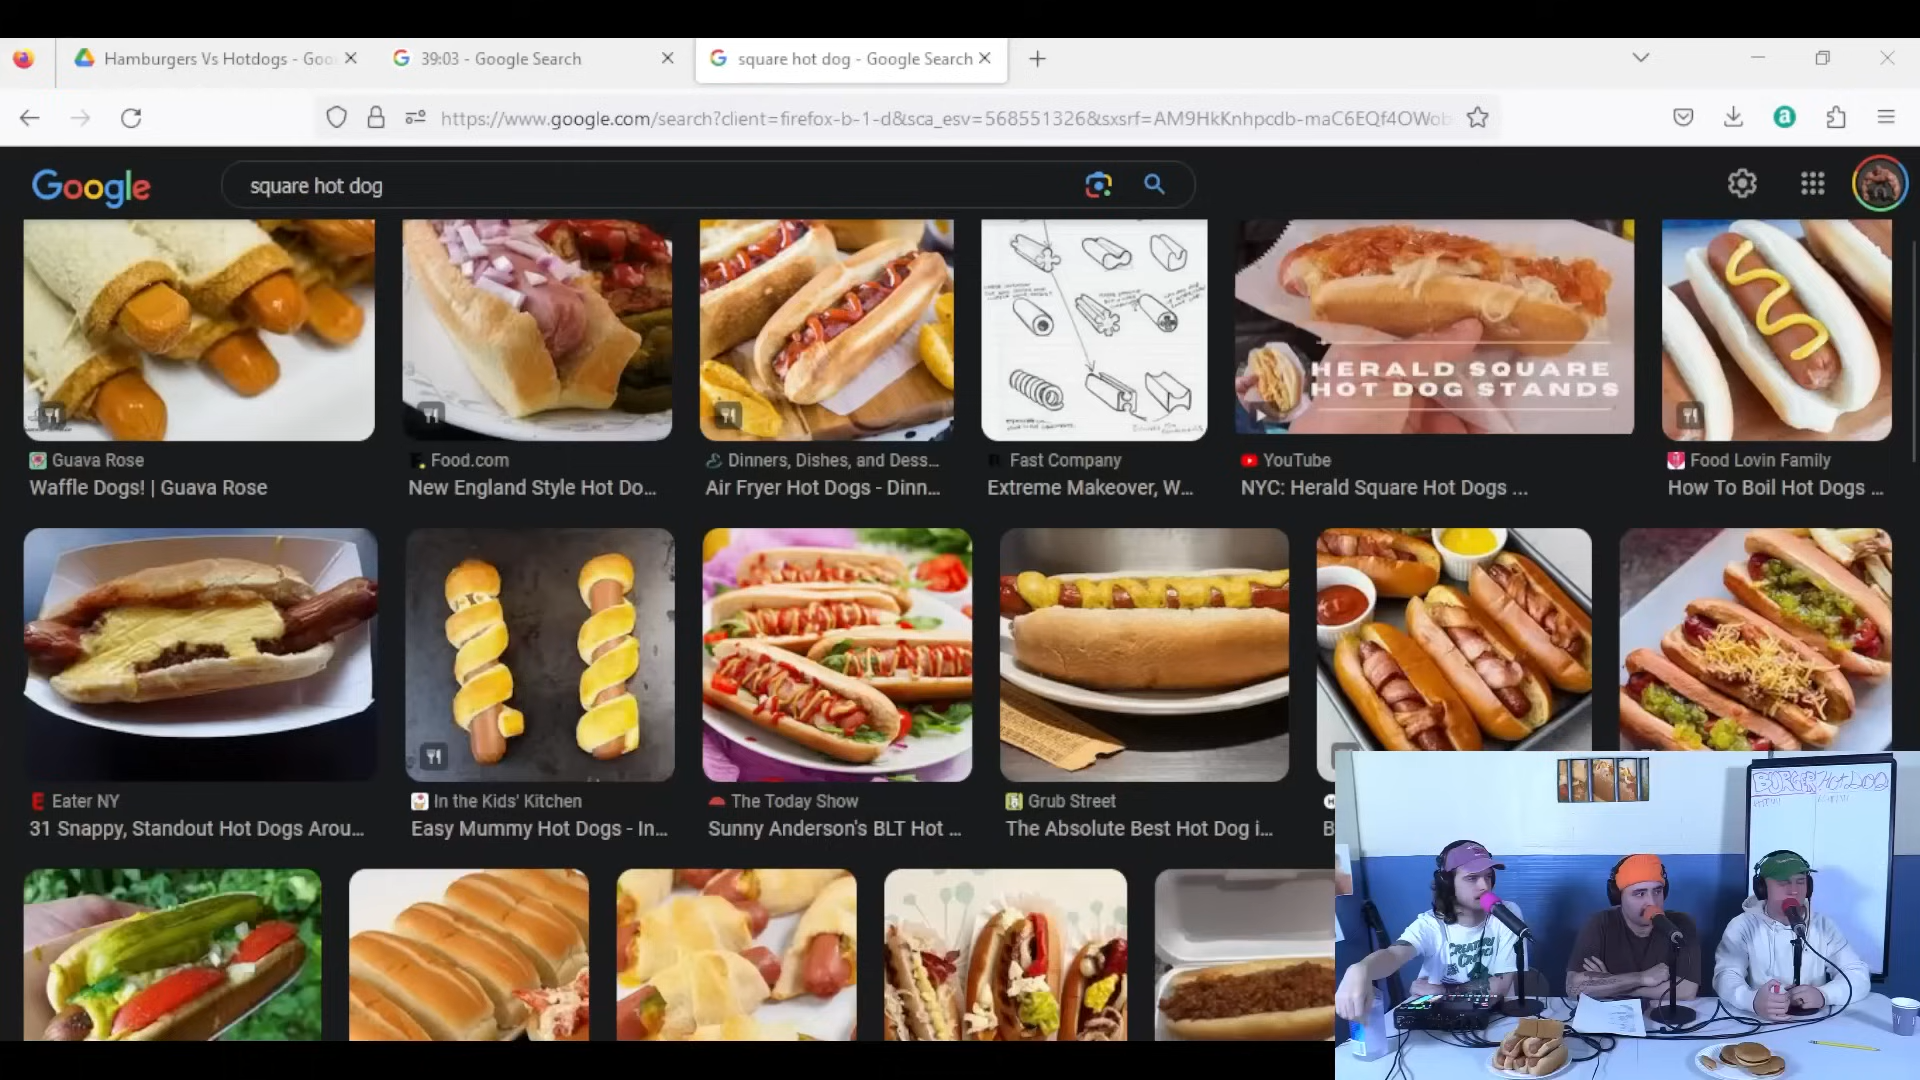 Hamburgers Vs Hotdogs - Goo
39:03 - Google Search
square hot dog - Google Search
https://www.google.com/search?client=firefox-b-1-d&sca_esv=568551326&sxsrf=AM9HkKnhpcdb-maC6EQf4OWob
Google
square hot dog
HERALD SQUARE
HOT DOG STANDS
Guava Rose
Waffle Dogs! | Guava Rose
Food.com
New England Style Hot Do...
Dinners, Dishes, and Dess...
Air Fryer Hot Dogs - Dinn...
Fast Company
Extreme Makeover, W...
YouTube
NYC: Herald Square Hot Dogs ...
Food Lovin Family
How To Boil Hot Dogs ...
Eater NY
31 Snappy, Standout Hot Dogs Arou...
In the Kids' Kitchen
Easy Mummy Hot Dogs - In...
The Today Show
Sunny Anderson's BLT Hot ...
Grub Street
The Absolute Best Hot Dog i...
B
BURGER HOTDOG